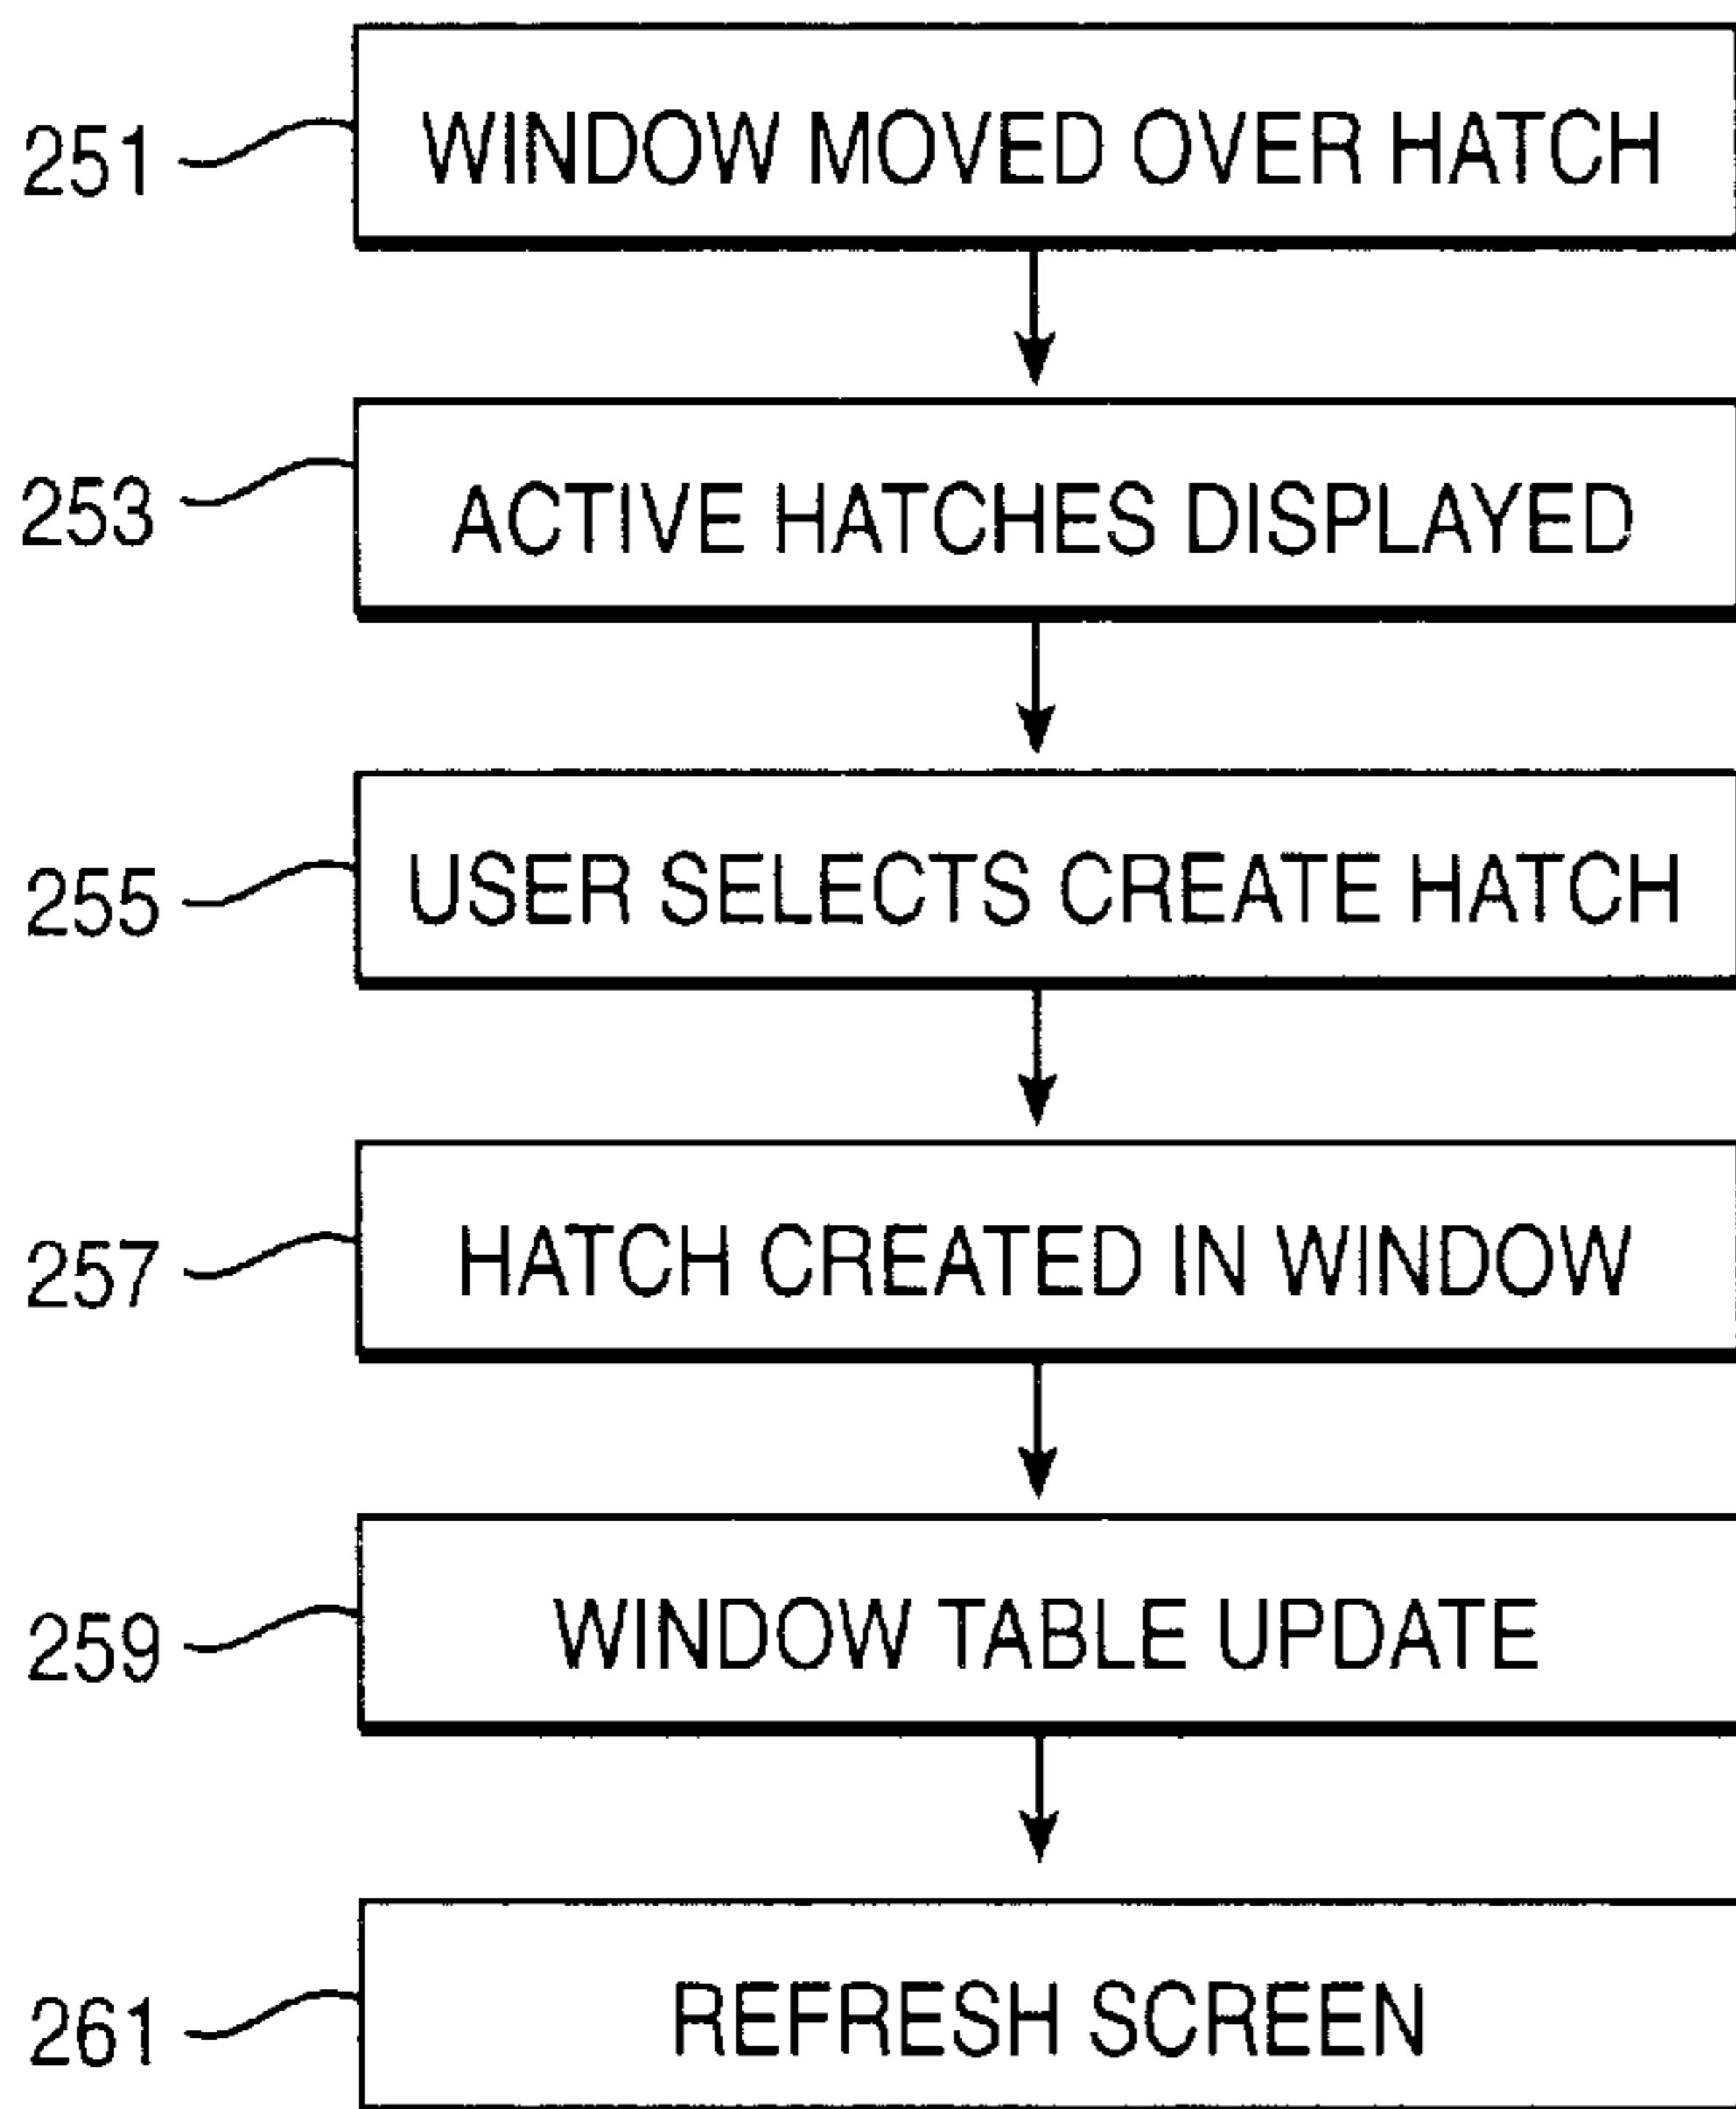 251 WINDOW MOVED OVER HATCH
253 ACTIVE HATCHES DISPLAYED
255 USER SELECTS CREATE HATCH
257 HATCH CREATED IN WINDOW
259 WINDOW TABLE UPDATE
261 REFRESH SCREEN